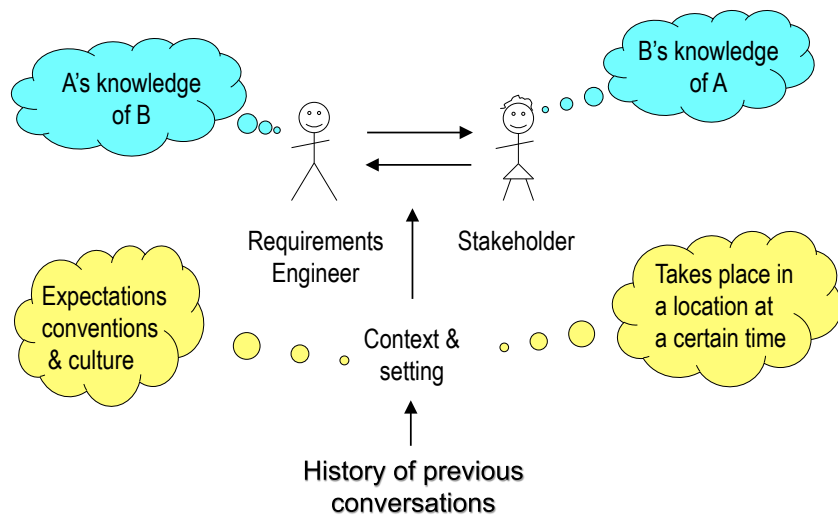 A's knowledge
of B
B's knowledge
of A
Requirements
Engineer
Stakeholder
Expectations
conventions
& culture
Context &
setting
Takes place in
a location at
a certain time
History of previous
conversations